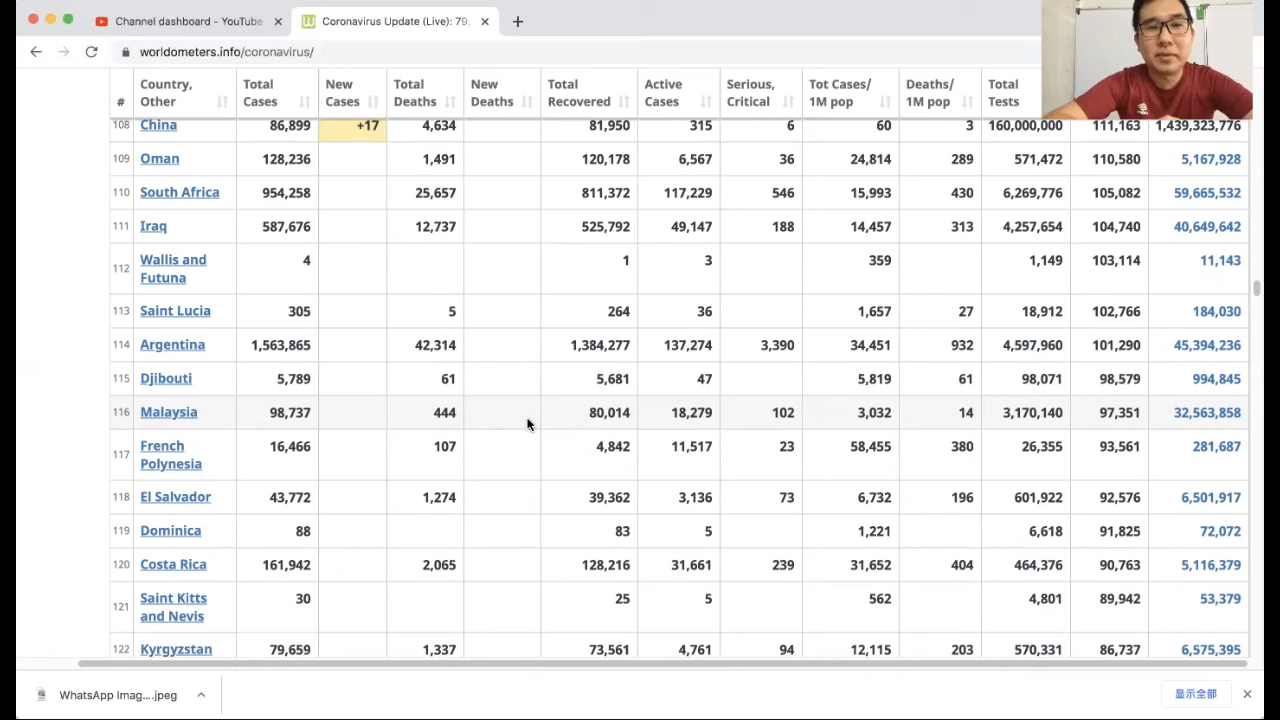 Channel dashboard - YouTube
Coronavirus Update (Live): 79,
worldometers.info/coronavirus/
# Country, Other Total Cases New Cases Total Deaths New Deaths Total Recovered Active Cases Serious, Critical Tot Cases/ 1M pop Deaths/ 1M pop Total Tests
108 China 86,899 +17 4,634 81,950 315 6 60 3 160,000,000 111,163 1,439,323,776
109 Oman 128,236 1,491 120,178 6,567 36 24,814 289 571,472 110,580 5,167,928
110 South Africa 954,258 25,657 811,372 117,229 546 15,993 430 6,269,776 105,082 59,665,532
111 Iraq 587,676 12,737 525,792 49,147 188 14,457 313 4,257,654 104,740 40,649,642
112 Wallis and Futuna 4 1 3 359 1,149 103,114 11,143
113 Saint Lucia 305 5 264 36 1,657 27 18,912 102,766 184,030
114 Argentina 1,563,865 42,314 1,384,277 137,274 3,390 34,451 932 4,597,960 101,290 45,394,236
115 Djibouti 5,789 61 5,681 47 5,819 61 98,071 98,579 994,845
116 Malaysia 98,737 444 80,014 18,279 102 3,032 14 3,170,140 97,351 32,563,858
117 French Polynesia 16,466 107 4,842 11,517 23 58,455 380 26,355 93,561 281,687
118 El Salvador 43,772 1,274 39,362 3,136 73 6,732 196 601,922 92,576 6,501,917
119 Dominica 88 83 5 1,221 6,618 91,825 72,072
120 Costa Rica 161,942 2,065 128,216 31,661 239 31,652 404 464,376 90,763 5,116,379
121 Saint Kitts and Nevis 30 25 5 562 4,801 89,942 53,379
122 Kyrgyzstan 79,659 1,337 73,561 4,761 94 12,115 203 570,331 86,737 6,575,395
WhatsApp Imag....jpeg
显示全部